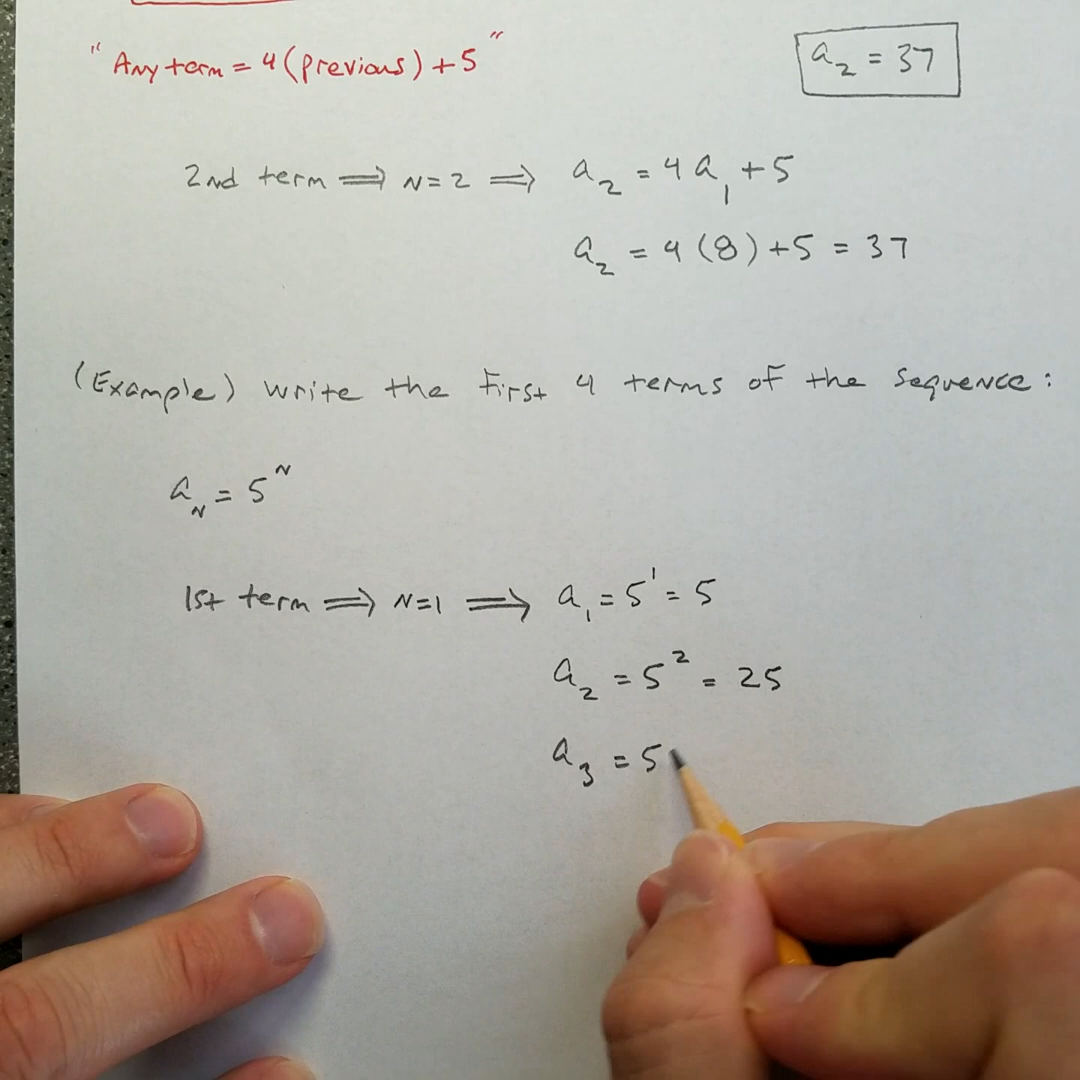 "Any term = 4(previous) + 5"
a₂ = 37
2nd term ⟹ N=2 ⟹ a₂ = 4a₁ + 5
a₂ = 4(8) + 5 = 37
(Example) Write the first 4 terms of the sequence:
a_N = 5^N
1st term ⟹ N=1 ⟹ a₁ = 5¹ = 5
a₂ = 5² = 25
a₃ = 5